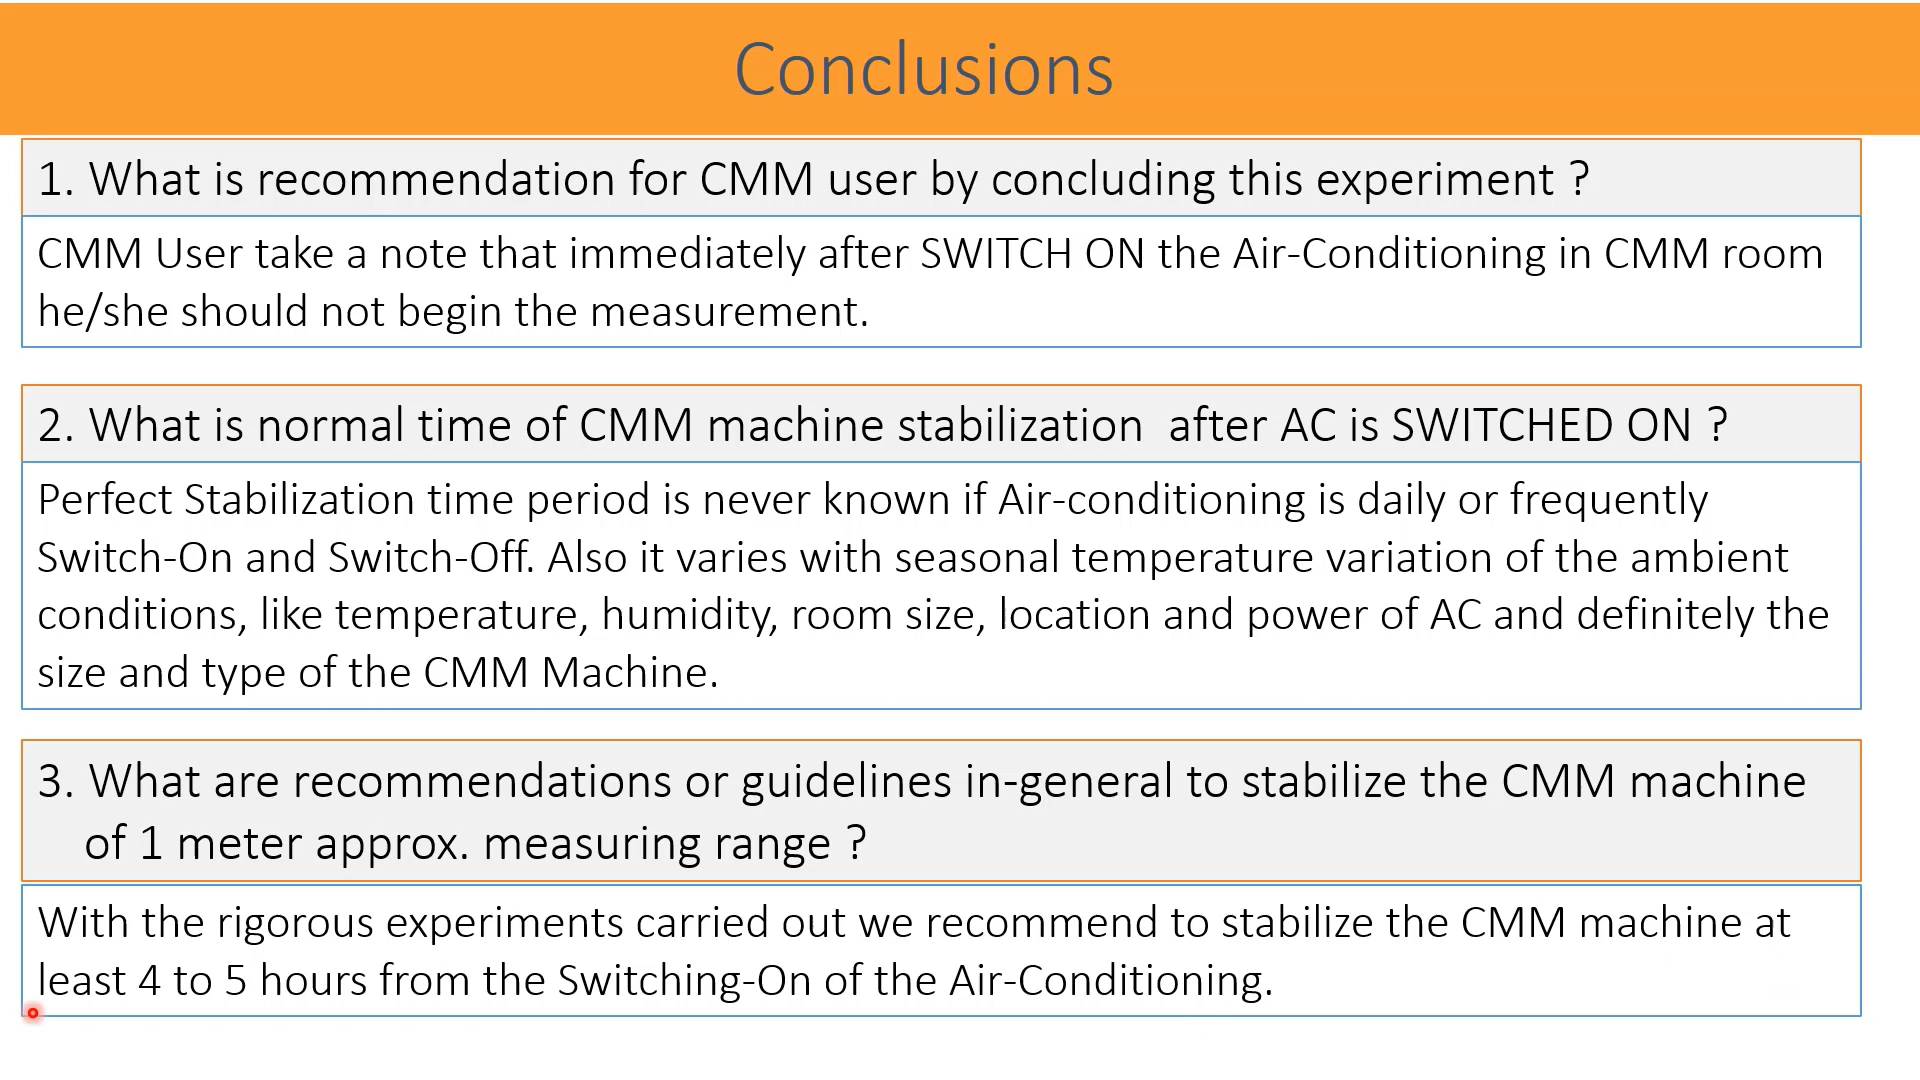 Conclusions
1. What is recommendation for CMM user by concluding this experiment ?
CMM User take a note that immediately after SWITCH ON the Air-Conditioning in CMM room
he/she should not begin the measurement.
2. What is normal time of CMM machine stabilization  after AC is SWITCHED ON ?
Perfect Stabilization time period is never known if Air-conditioning is daily or frequently
Switch-On and Switch-Off. Also it varies with seasonal temperature variation of the ambient
conditions, like temperature, humidity, room size, location and power of AC and definitely the
size and type of the CMM Machine.
3. What are recommendations or guidelines in-general to stabilize the CMM machine
of 1 meter approx. measuring range ?
With the rigorous experiments carried out we recommend to stabilize the CMM machine at
least 4 to 5 hours from the Switching-On of the Air-Conditioning.